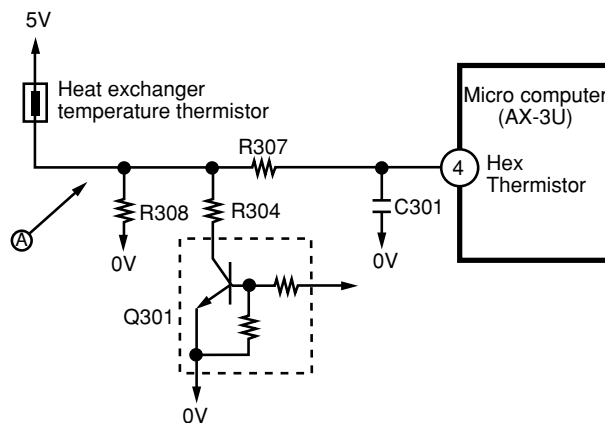 5V
Heat exchanger
temperature thermistor
Micro computer
(AX-3U)
R307
4
Hex
Thermistor
A
R308
R304
C301
0V
0V
Q301
0V